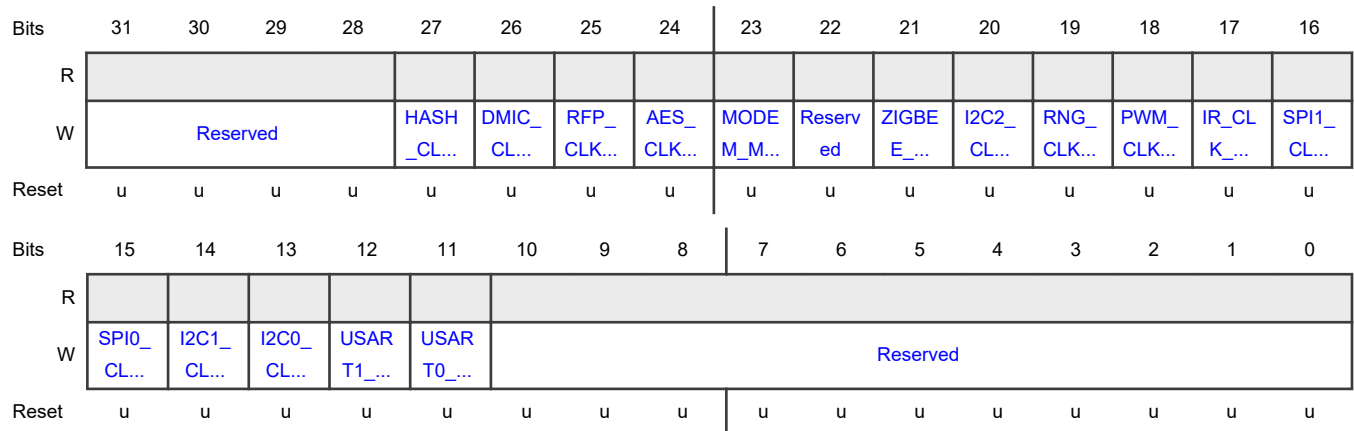 Bits 31 30 29 28 27 26 25 24 23 22 21 20 19 18 17 16
R
W Reserved HASH _CL... DMIC_ CL... RFP_ CLK... AES_ CLK... MODE M_M... Reserv ed ZIGBE E_... I2C2_ CL... RNG_ CLK... PWM_ CLK... IR_CL K_... SPI1_ CL...
Reset u u u u u u u u u u u u u u u u
Bits 15 14 13 12 11 10 9 8 7 6 5 4 3 2 1 0
R
W SPI0_ CL... I2C1_ CL... I2C0_ CL... USAR T1_... USAR T0_... Reserved
Reset u u u u u u u u u u u u u u u u